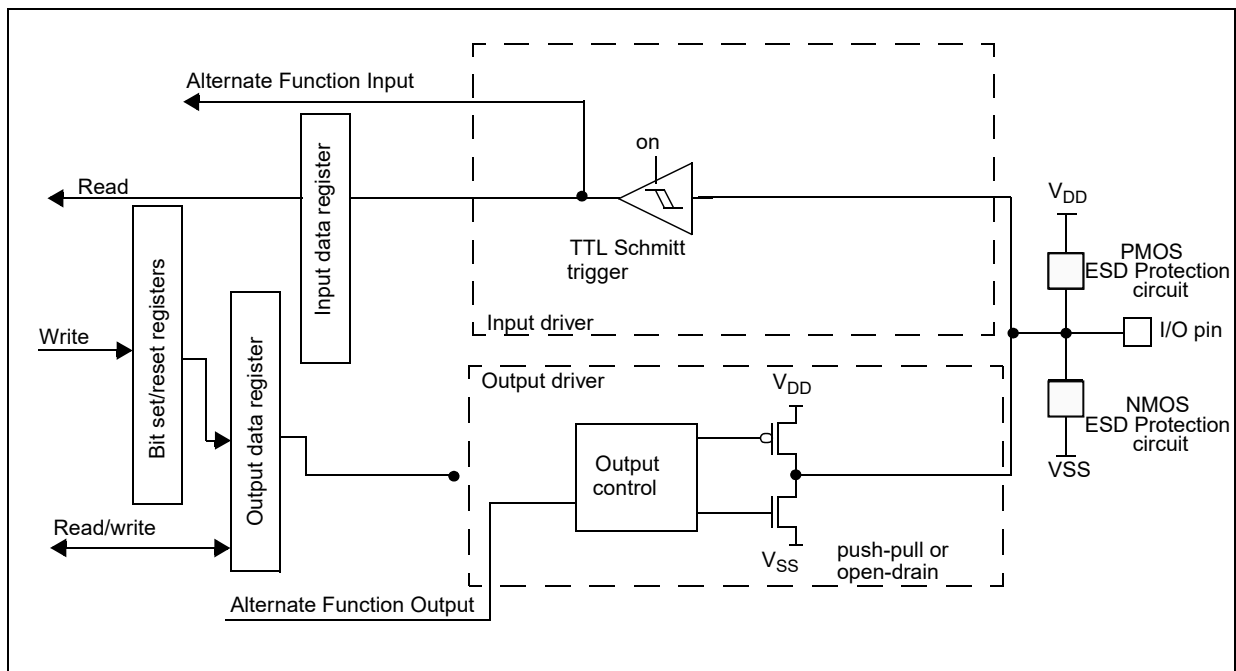 Alternate Function Input
on
Read
Input data register
TTL Schmitt
trigger
VDD
PMOS
ESD Protection
circuit
Bit set/reset registers
Write
Input driver
I/O pin
Output data register
Output driver
VDD
NMOS
ESD Protection
circuit
VSS
Output
control
Read/write
VSS
push-pull or
open-drain
Alternate Function Output